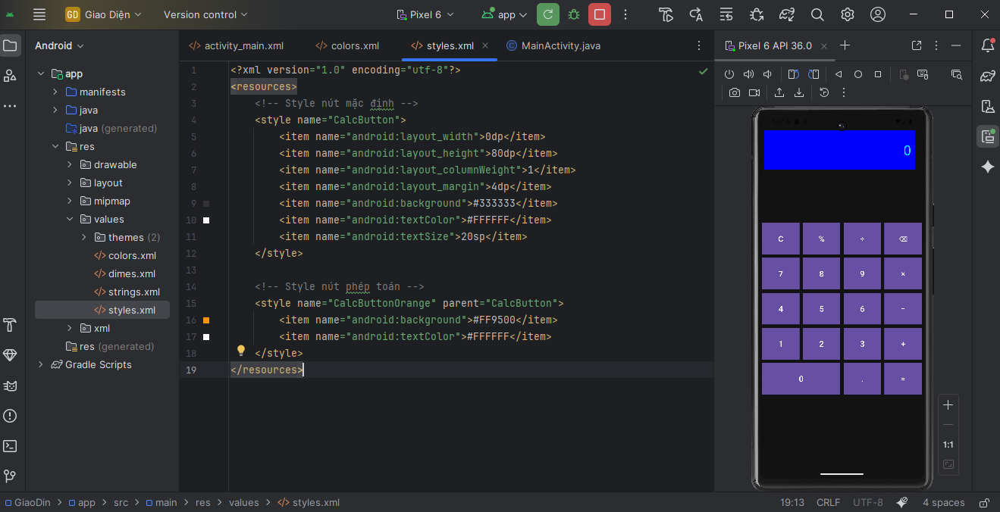 GD Giao Diện Version control Pixel 6 app
Android
app
manifests
java
java (generated)
res
drawable
layout
mipmap
values
themes (2)
colors.xml
dimes.xml
strings.xml
styles.xml
xml
res (generated)
Gradle Scripts
activity_main.xml colors.xml styles.xml MainActivity.java
1 <?xml version="1.0" encoding="utf-8"?>
2 <resources>
3 <!-- Style nút mặc định -->
4 <style name="CalcButton">
5 <item name="android:layout_width">0dp</item>
6 <item name="android:layout_height">80dp</item>
7 <item name="android:layout_columnWeight">1</item>
8 <item name="android:layout_margin">4dp</item>
9 <item name="android:background">#333333</item>
10 <item name="android:textColor">#FFFFFF</item>
11 <item name="android:textSize">20sp</item>
12 </style>
13
14 <!-- Style nút phép toán -->
15 <style name="CalcButtonOrange" parent="CalcButton">
16 <item name="android:background">#FF9500</item>
17 <item name="android:textColor">#FFFFFF</item>
18 </style>
19 </resources>
Pixel 6 API 36.0
0
C % ÷ ⌫
7 8 9 ×
4 5 6 −
1 2 3 +
0 . =
1:1
GiaoDin > app > src > main > res > values > styles.xml
19:13 CRLF UTF-8 4 spaces